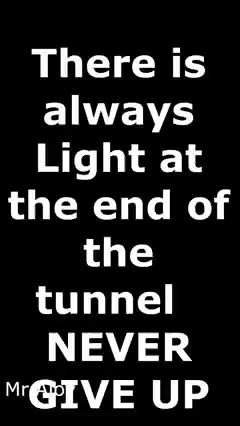 There is
always
Light at
the end of
the
tunnel
NEVER
GIVE UP